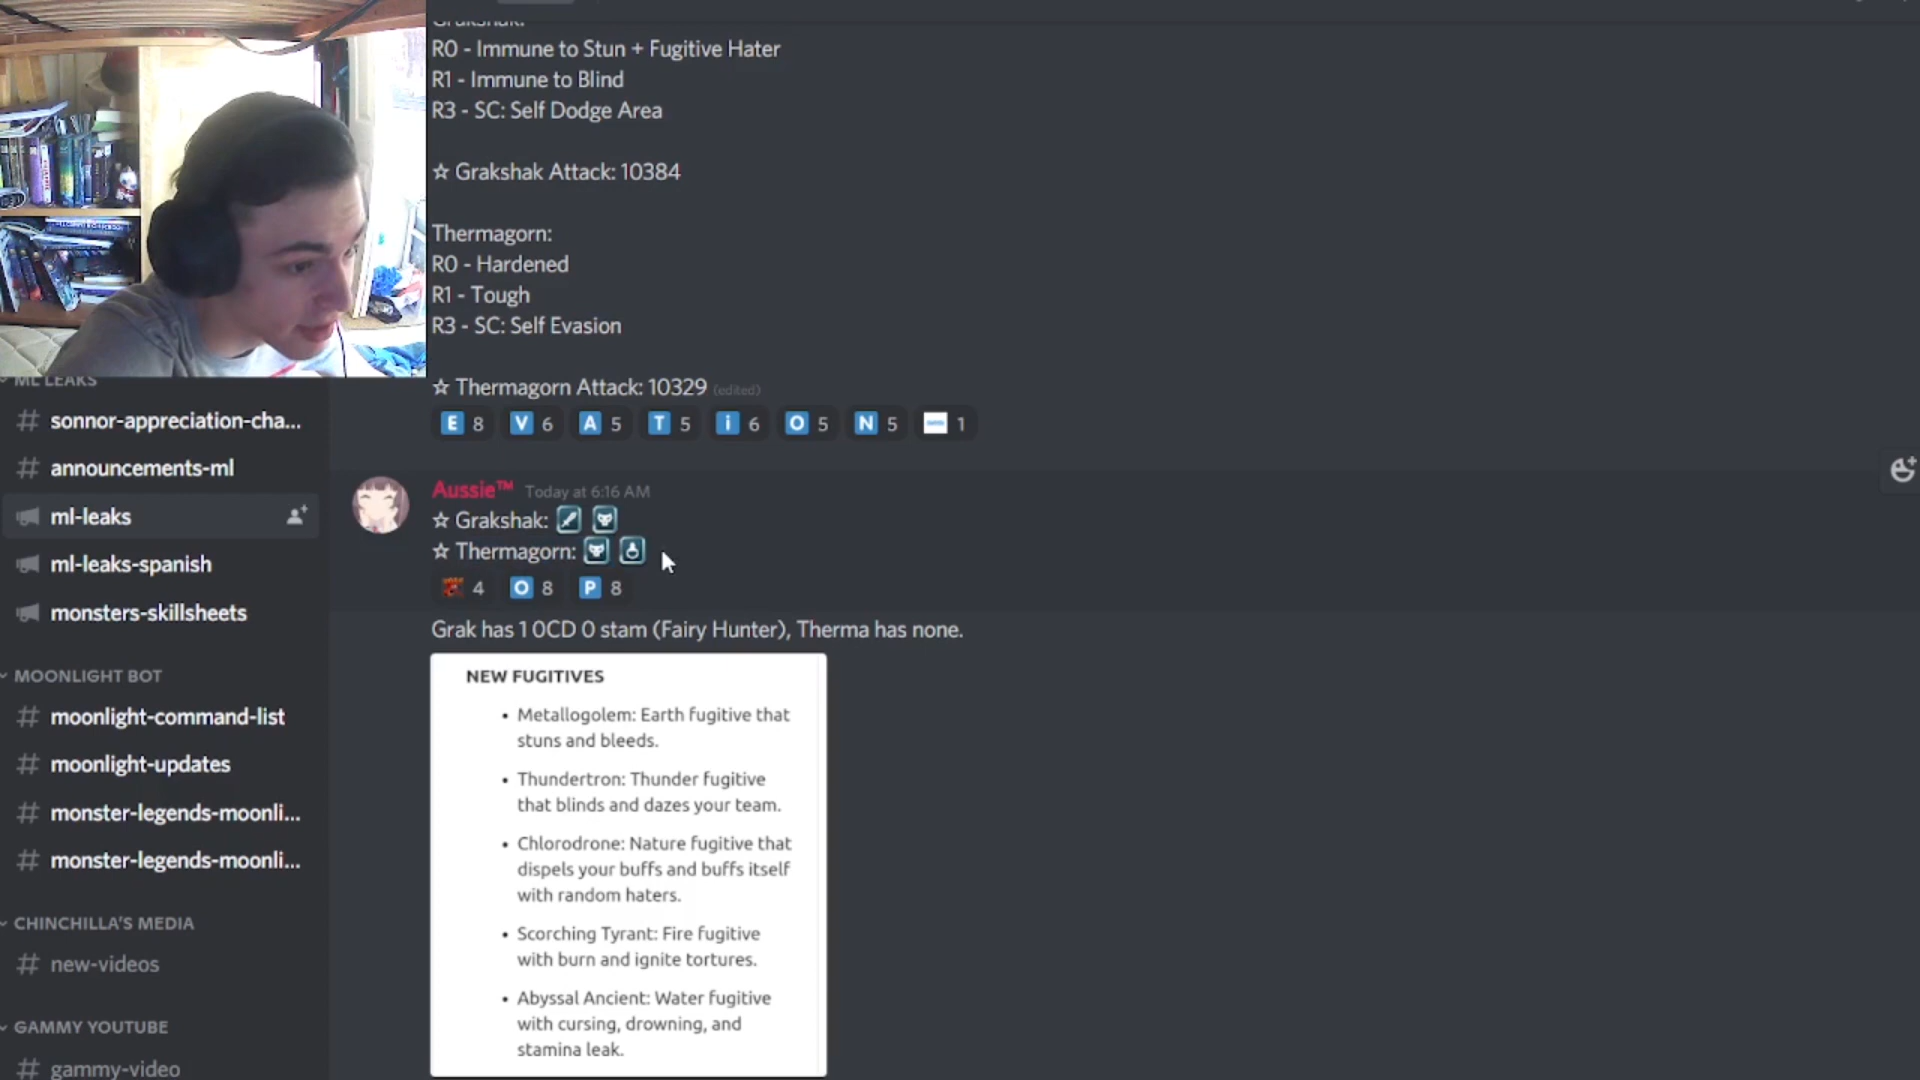 Grakshak:
R0 - Immune to Stun + Fugitive Hater
R1 - Immune to Blind
R3 - SC: Self Dodge Area
☆ Grakshak Attack: 10384
Thermagorn:
R0 - Hardened
R1 - Tough
R3 - SC: Self Evasion
☆ Thermagorn Attack: 10329 (edited)
E 8 V 6 A 5 T 5 i 6 O 5 N 5 1
Aussie™ Today at 6:16 AM
☆ Grakshak:
☆ Thermagorn:
4 O 8 P 8
Grak has 1 0CD 0 stam (Fairy Hunter), Therma has none.
NEW FUGITIVES
• Metallogolem: Earth fugitive that
stuns and bleeds.
• Thundertron: Thunder fugitive
that blinds and dazes your team.
• Chlorodrone: Nature fugitive that
dispels your buffs and buffs itself
with random haters.
• Scorching Tyrant: Fire fugitive
with burn and ignite tortures.
• Abyssal Ancient: Water fugitive
with cursing, drowning, and
stamina leak.
ML LEAKS
# sonnor-appreciation-cha...
# announcements-ml
ml-leaks
ml-leaks-spanish
monsters-skillsheets
MOONLIGHT BOT
# moonlight-command-list
# moonlight-updates
# monster-legends-moonli...
# monster-legends-moonli...
CHINCHILLA'S MEDIA
# new-videos
GAMMY YOUTUBE
# gammy-video